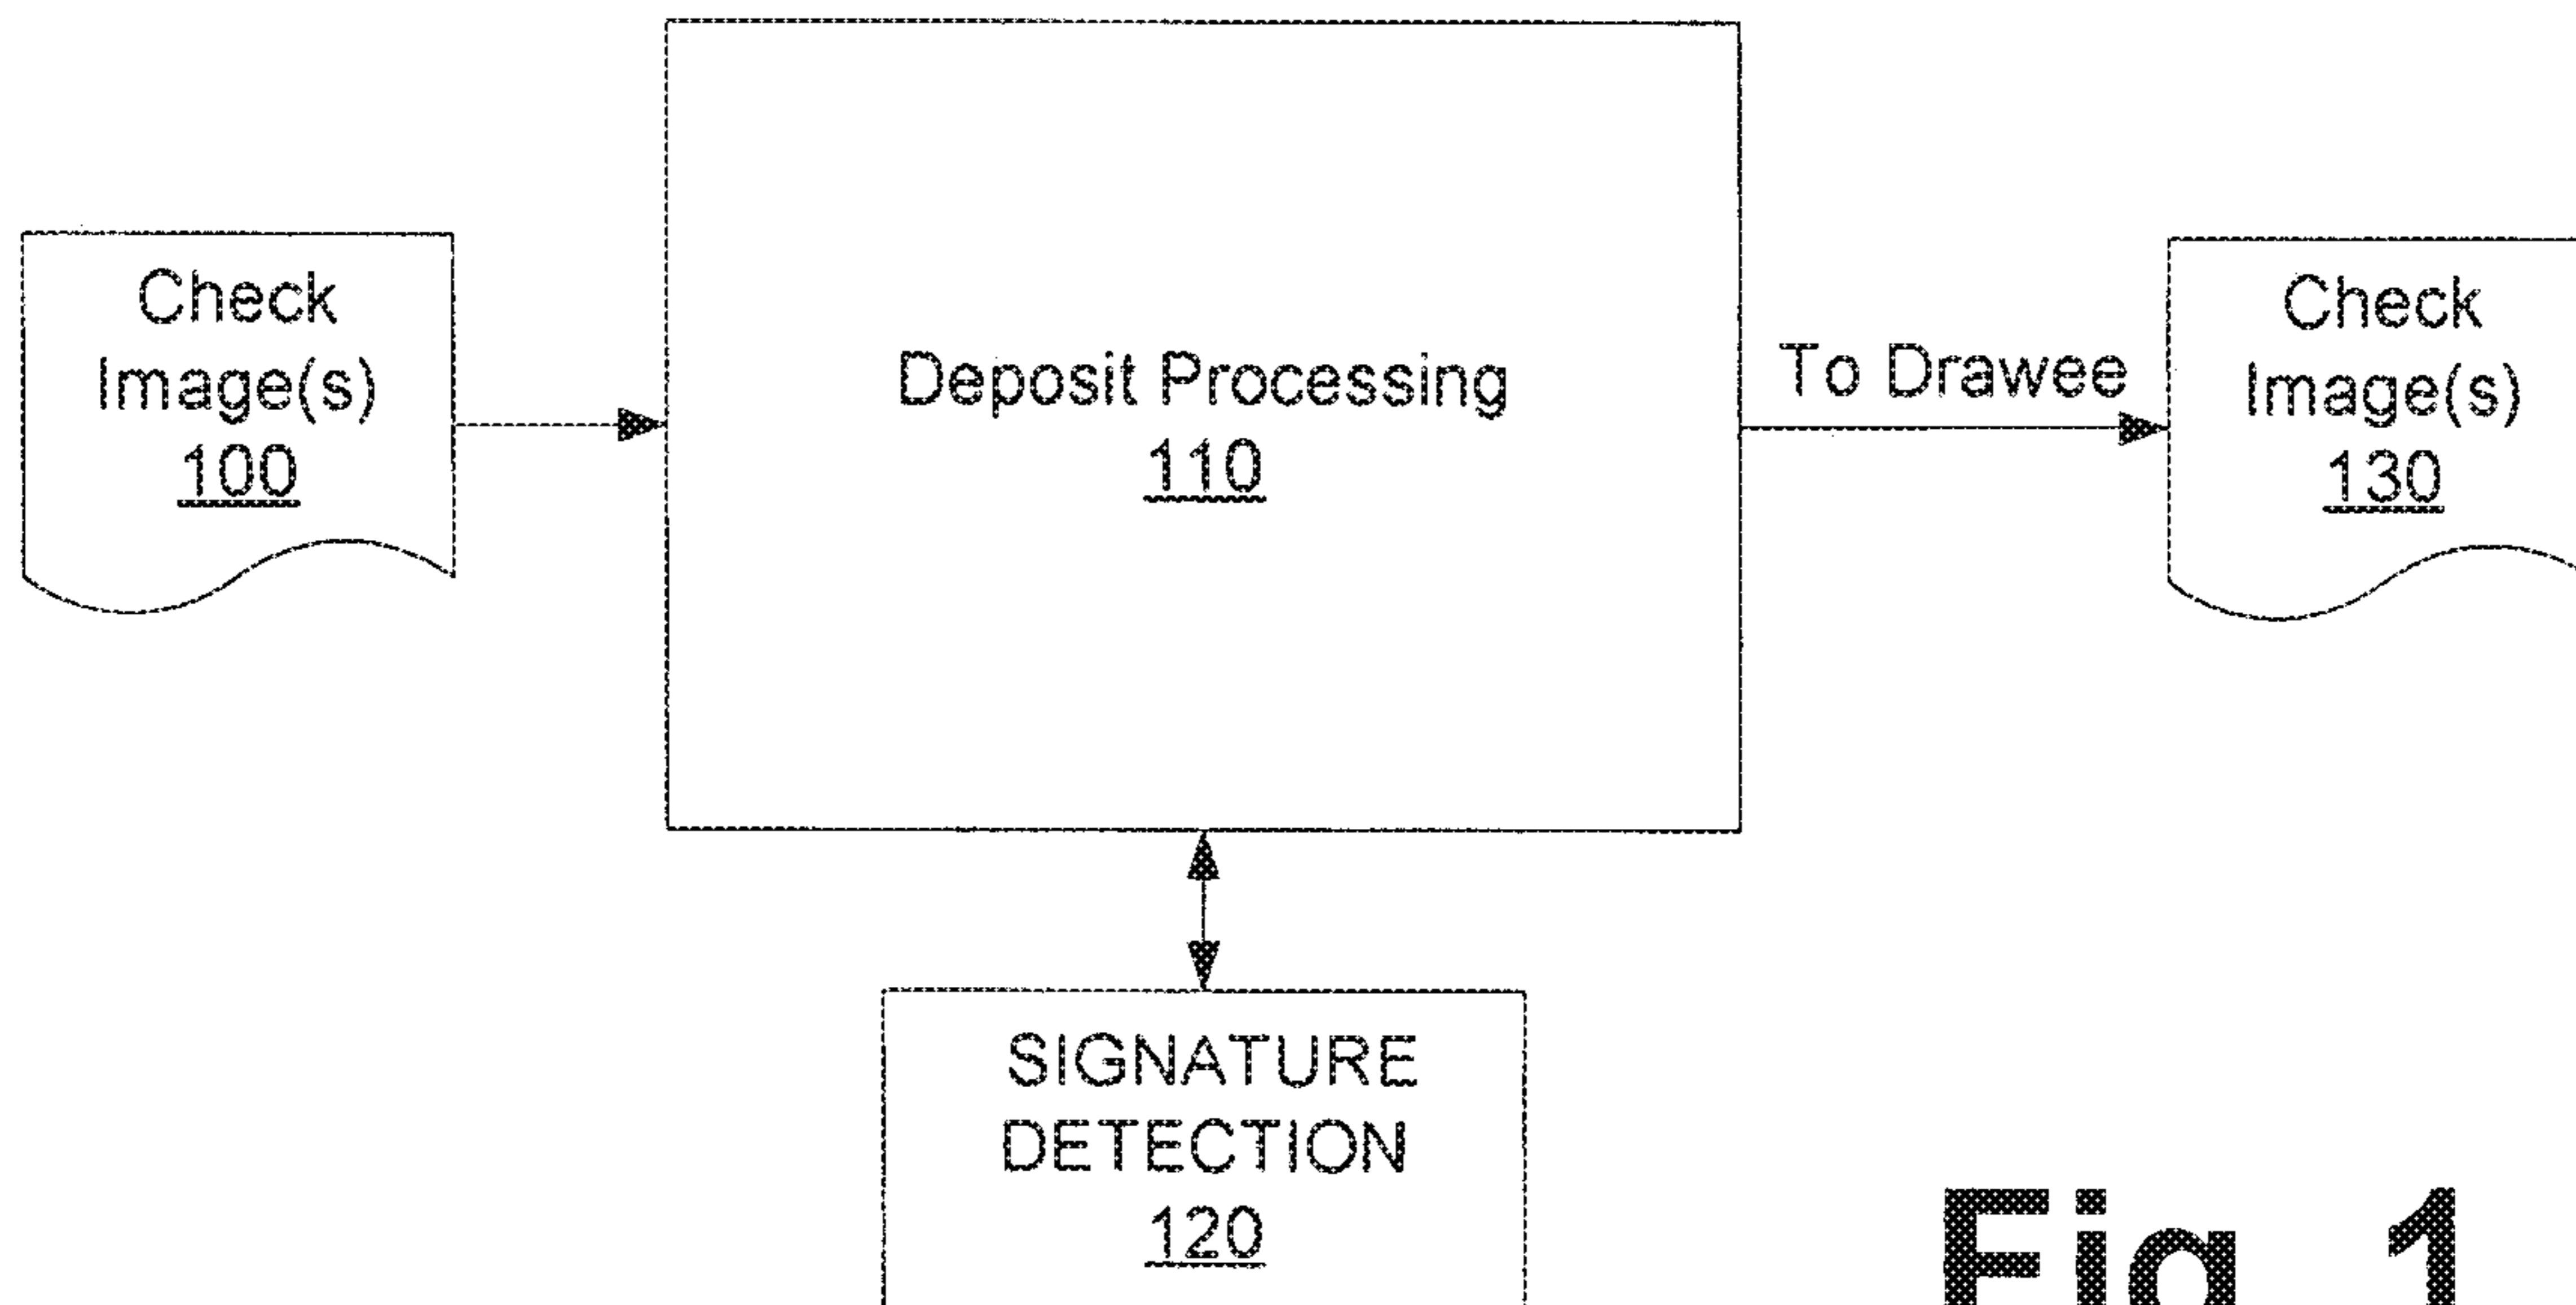 Check
Image(s)
100
Deposit Processing
110
To Drawee
Check
Image(s)
130
SIGNATURE
DETECTION
120
Fig. 1